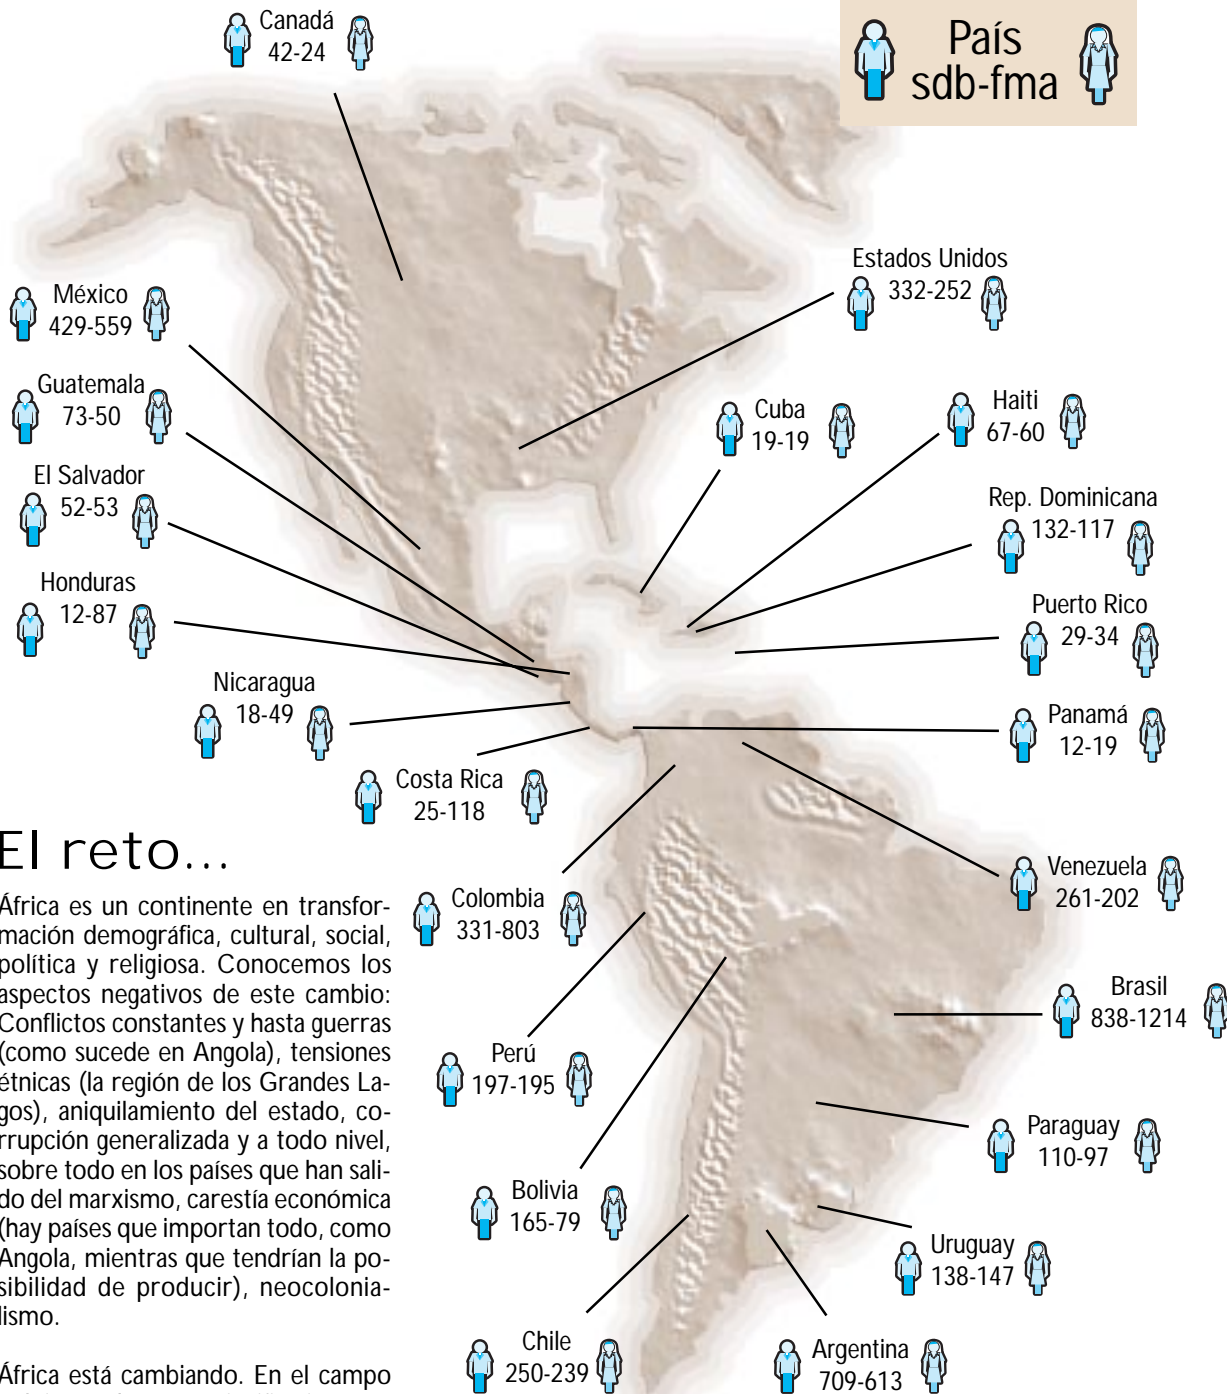 Canadá
42-24
País
sdb-fma
Estados Unidos
332-252
México
429-559
Guatemala
73-50
Cuba
19-19
Haiti
67-60
El Salvador
52-53
Rep. Dominicana
132-117
Honduras
12-87
Puerto Rico
29-34
Nicaragua
18-49
Panamá
12-19
Costa Rica
25-118
Venezuela
261-202
Colombia
331-803
Brasil
838-1214
Perú
197-195
Paraguay
110-97
Bolivia
165-79
Uruguay
138-147
Chile
250-239
Argentina
709-613
El reto...
África es un continente en transfor-
mación demográfica, cultural, social,
política y religiosa. Conocemos los
aspectos negativos de este cambio:
Conflictos constantes y hasta guerras
(como sucede en Angola), tensiones
étnicas (la región de los Grandes La-
gos), aniquilamiento del estado, co-
rrupción generalizada y a todo nivel,
sobre todo en los países que han sali-
do del marxismo, carestía económica
(hay países que importan todo, como
Angola, mientras que tendrían la po-
sibilidad de producir), neocolonia-
lismo.
África está cambiando. En el campo